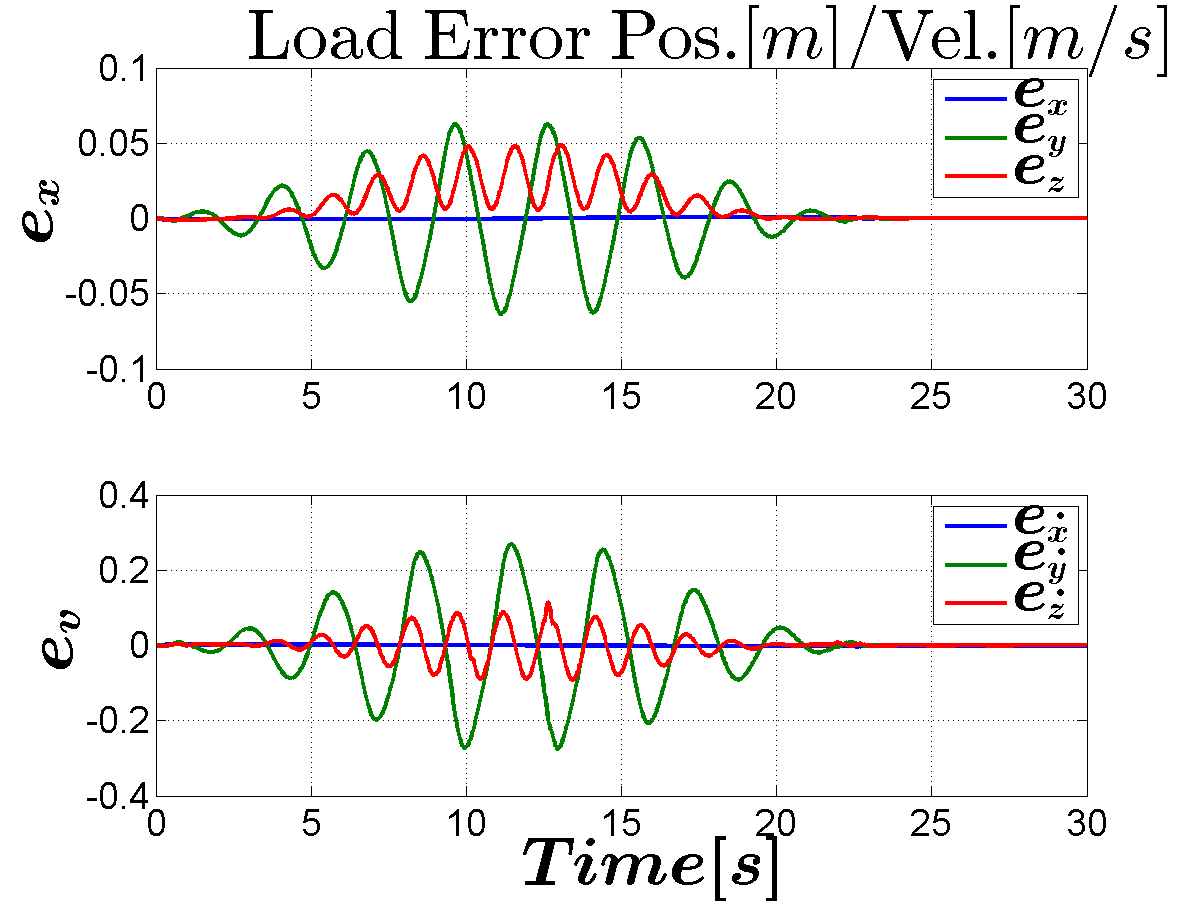 Load Error Pos.[m]/Vel.[m/s]
0.1
0.05
0
-0.05
-0.1
e_x
e_x
e_y
e_z
0 5 10 15 20 25 30
0.4
0.2
0
-0.2
-0.4
e_v
e_ẋ
e_ẏ
e_ż
0 5 10 15 20 25 30
Time[s]